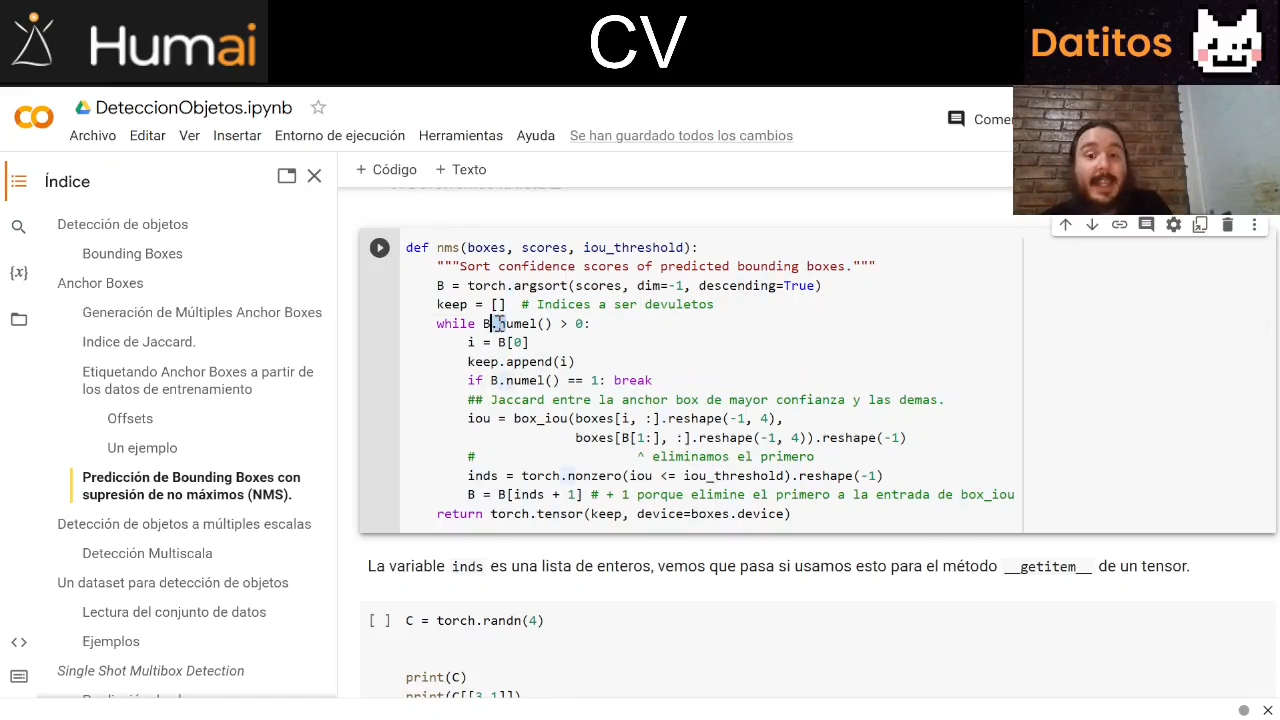 Humai
CV
Datitos
DeteccionObjetos.ipynb
Archivo Editar Ver Insertar Entorno de ejecución Herramientas Ayuda Se han guardado todos los cambios
Índice
+ Código + Texto
Detección de objetos
Bounding Boxes
Anchor Boxes
Generación de Múltiples Anchor Boxes
Indice de Jaccard.
Etiquetando Anchor Boxes a partir de
los datos de entrenamiento
Offsets
Un ejemplo
Predicción de Bounding Boxes con
supresión de no máximos (NMS).
Detección de objetos a múltiples escalas
Detección Multiscala
Un dataset para detección de objetos
Lectura del conjunto de datos
Ejemplos
Single Shot Multibox Detection
def nms(boxes, scores, iou_threshold):
"""Sort confidence scores of predicted bounding boxes."""
B = torch.argsort(scores, dim=-1, descending=True)
keep = [] # Indices a ser devuletos
while B.numel() > 0:
i = B[0]
keep.append(i)
if B.numel() == 1: break
## Jaccard entre la anchor box de mayor confianza y las demas.
iou = box_iou(boxes[i, :].reshape(-1, 4),
boxes[B[1:], :].reshape(-1, 4)).reshape(-1)
# ^ eliminamos el primero
inds = torch.nonzero(iou <= iou_threshold).reshape(-1)
B = B[inds + 1] # + 1 porque elimine el primero a la entrada de box_iou
return torch.tensor(keep, device=boxes.device)
La variable inds es una lista de enteros, vemos que pasa si usamos esto para el método __getitem__ de un tensor.
[ ] C = torch.randn(4)
print(C)
print(C[[3,1]])